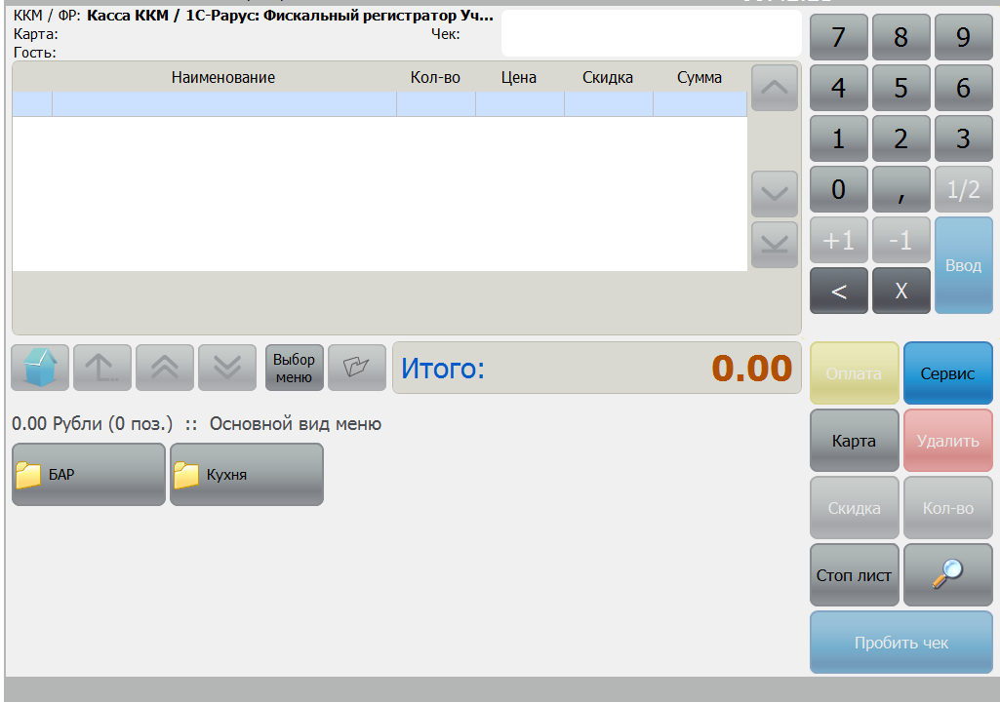 ККМ / ФР: Касса ККМ / 1С-Рарус: Фискальный регистратор Уч...
Карта:
Чек:
Гость:
Наименование Кол-во Цена Скидка Сумма
7 8 9
4 5 6
1 2 3
0 , 1/2
+1 -1 Ввод
< X
Выбор
меню
Итого: 0.00
Оплата Сервис
0.00 Рубли (0 поз.) :: Основной вид меню
Карта Удалить
БАР Кухня
Скидка Кол-во
Стоп лист
Пробить чек